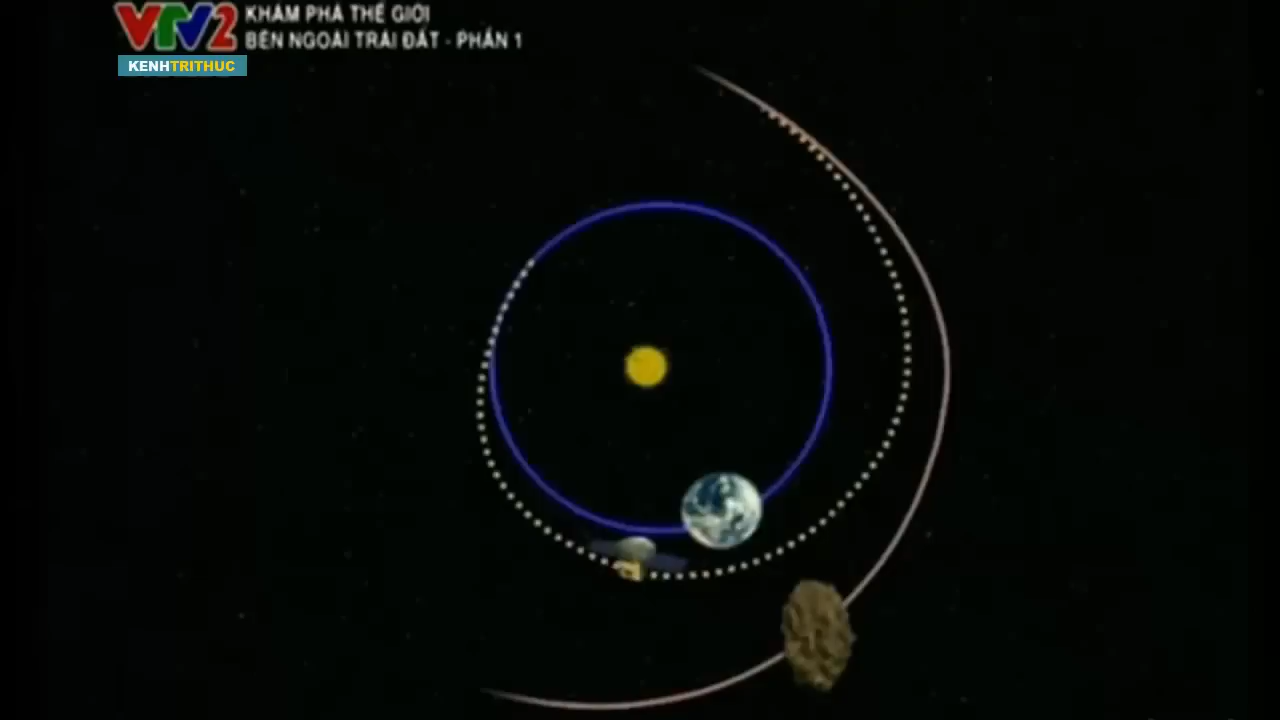 VTV2
KHÁM PHÁ THẾ GIỚI
BÊN NGOÀI TRÁI ĐẤT - PHẦN 1
KENHTRITHUC